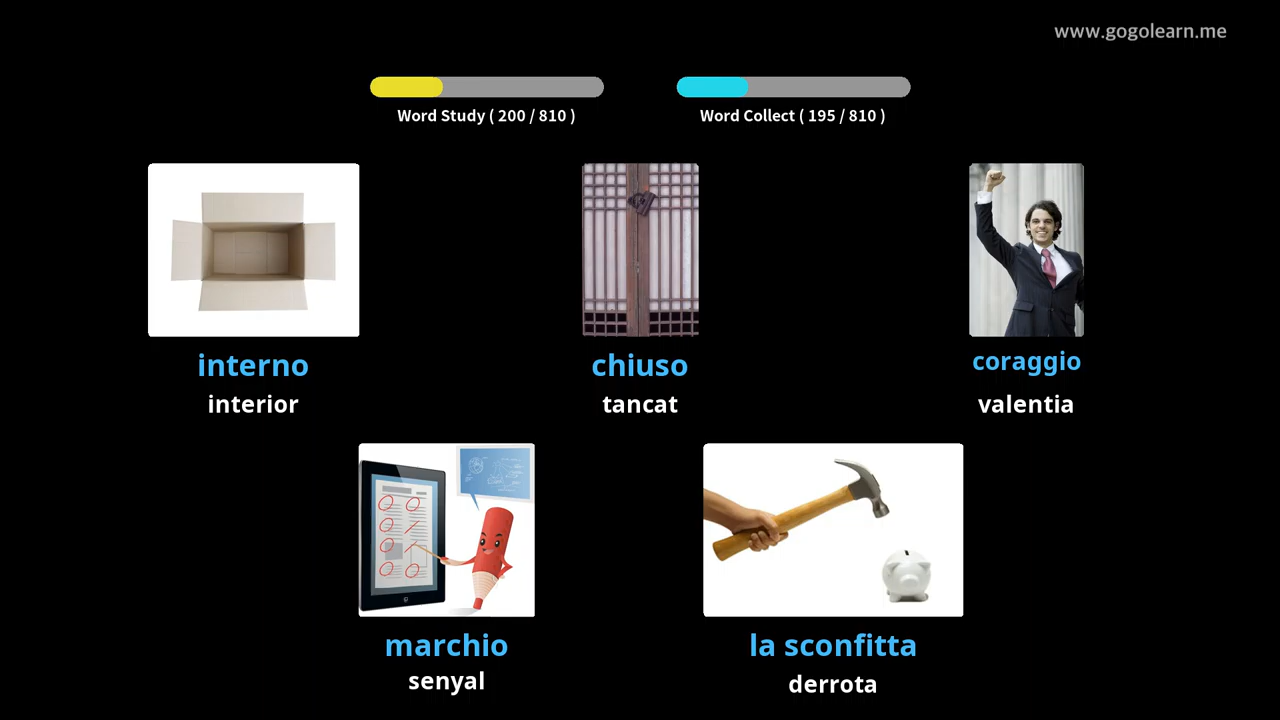 www.gogolearn.me
Word Study ( 200 / 810 )
Word Collect ( 195 / 810 )
interno
interior
chiuso
tancat
coraggio
valentia
marchio
senyal
la sconfitta
derrota